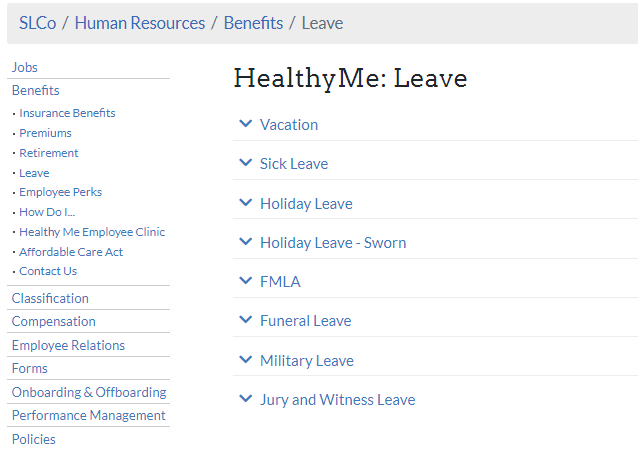 SLCo / Human Resources / Benefits / Leave
Jobs
Benefits
• Insurance Benefits
• Premiums
• Retirement
• Leave
• Employee Perks
• How Do I...
• Healthy Me Employee Clinic
• Affordable Care Act
• Contact Us
Classification
Compensation
Employee Relations
Forms
Onboarding & Offboarding
Performance Management
Policies
HealthyMe: Leave
Vacation
Sick Leave
Holiday Leave
Holiday Leave - Sworn
FMLA
Funeral Leave
Military Leave
Jury and Witness Leave